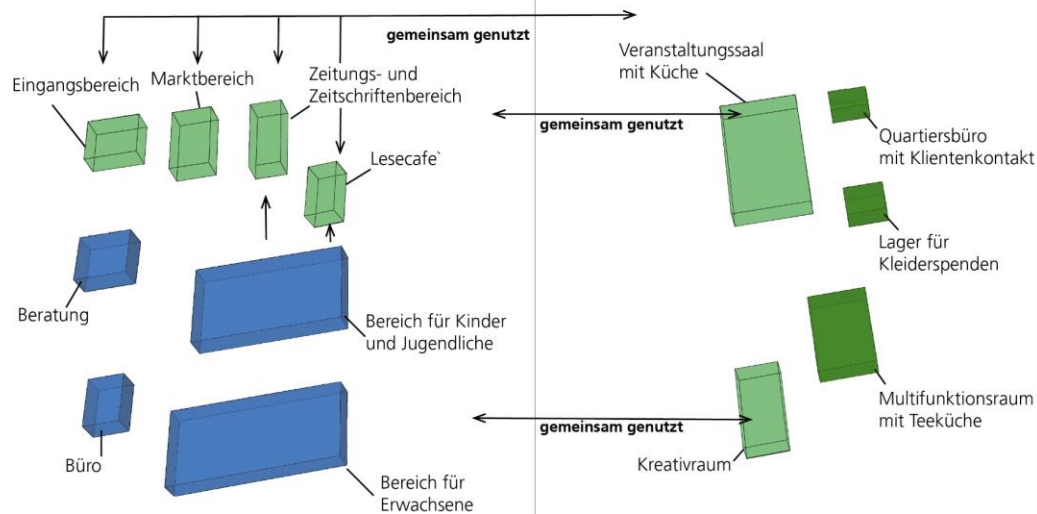 gemeinsam genutzt
Eingangsbereich
Marktbereich
Zeitungs- und
Zeitschriftenbereich
Lesecafe`
Veranstaltungssaal
mit Küche
gemeinsam genutzt
Quartiersbüro
mit Klientenkontakt
Lager für
Kleiderspenden
Beratung
Bereich für Kinder
und Jugendliche
Büro
Bereich für
Erwachsene
gemeinsam genutzt
Kreativraum
Multifunktionsraum
mit Teeküche